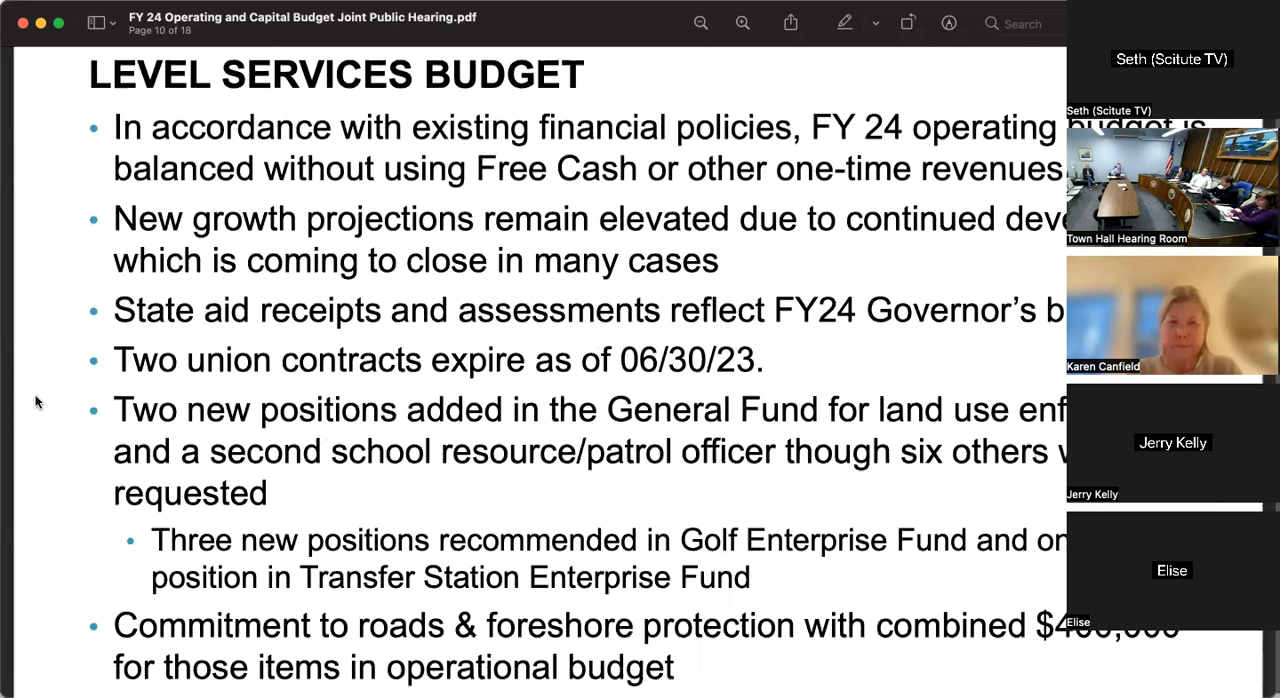 FY 24 Operating and Capital Budget Joint Public Hearing.pdf
Page 10 of 18
Search
LEVEL SERVICES BUDGET
• In accordance with existing financial policies, FY 24 operating budget is
balanced without using Free Cash or other one-time revenues
• New growth projections remain elevated due to continued
which is coming to close in many cases
• State aid receipts and assessments reflect FY24 Governor's
• Two union contracts expire as of 06/30/23.
• Two new positions added in the General Fund for land use
and a second school resource/patrol officer though six others
requested
• Three new positions recommended in Golf Enterprise Fund and
position in Transfer Station Enterprise Fund
• Commitment to roads & foreshore protection with combined
for those items in operational budget
Seth (Scitute TV)
Seth (Scitute TV)
Town Hall Hearing Room
Karen Canfield
Jerry Kelly
Jerry Kelly
Elise
Elise